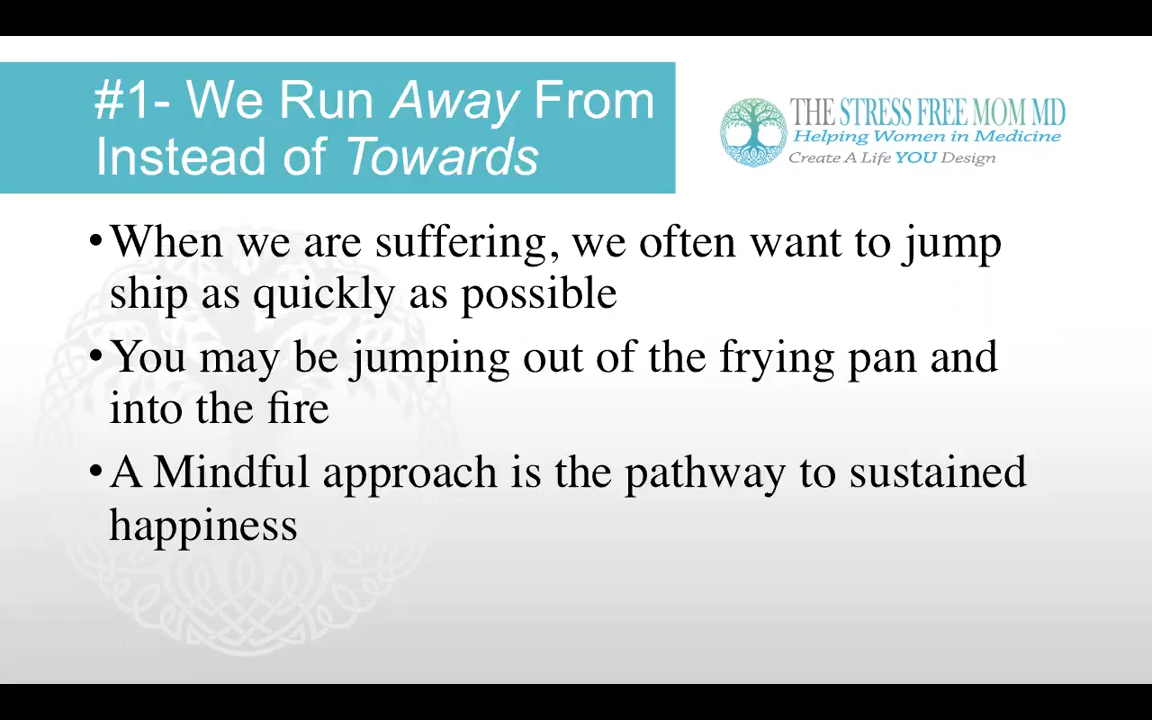 #1- We Run Away From
Instead of Towards
THE STRESS FREE MOM MD
Helping Women in Medicine
Create A Life YOU Design
•When we are suffering, we often want to jump
ship as quickly as possible
•You may be jumping out of the frying pan and
into the fire
•A Mindful approach is the pathway to sustained
happiness